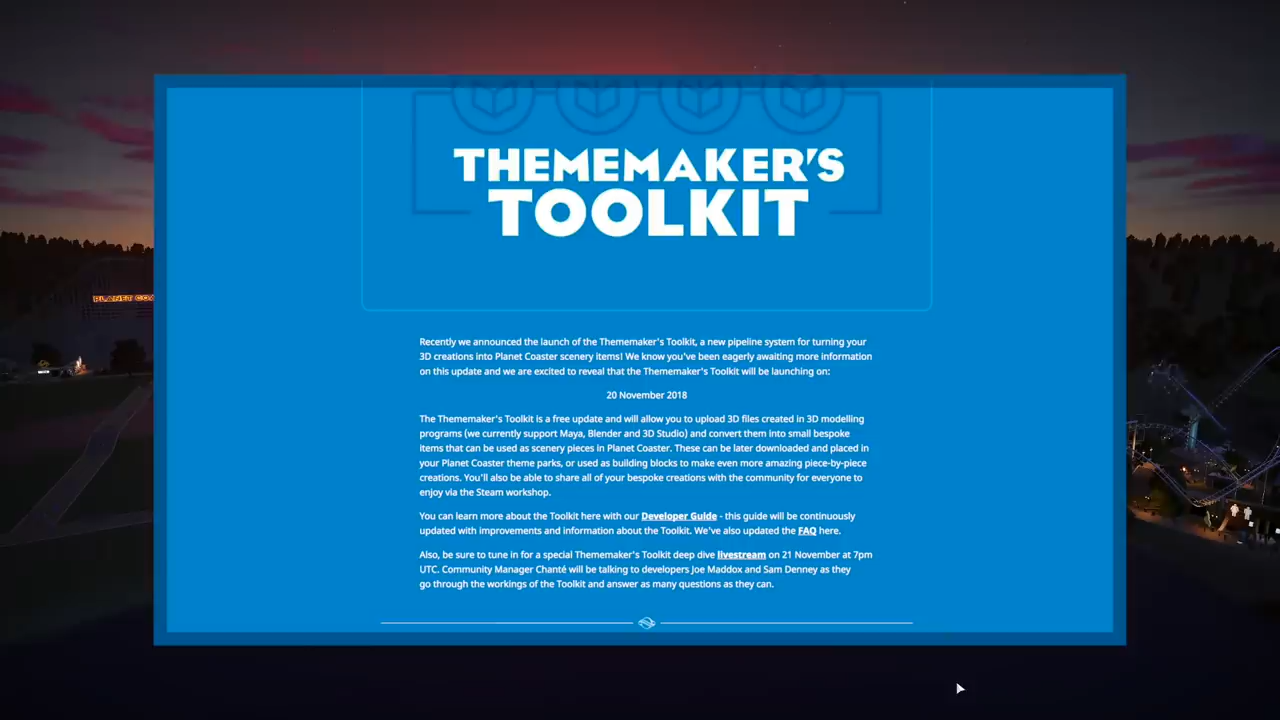 THEMEMAKER'S
TOOLKIT
PLANET COA
Recently we announced the launch of the Thememaker's Toolkit, a new pipeline system for turning your
3D creations into Planet Coaster scenery items! We know you've been eagerly awaiting more information
on this update and we are excited to reveal that the Thememaker's Toolkit will be launching on:
20 November 2018
The Thememaker's Toolkit is a free update and will allow you to upload 3D files created in 3D modelling
programs (we currently support Maya, Blender and 3D Studio) and convert them into small bespoke
items that can be used as scenery pieces in Planet Coaster. These can be later downloaded and placed in
your Planet Coaster theme parks, or used as building blocks to make even more amazing piece-by-piece
creations. You'll also be able to share all of your bespoke creations with the community for everyone to
enjoy via the Steam workshop.
You can learn more about the Toolkit here with our Developer Guide - this guide will be continuously
updated with improvements and information about the Toolkit. We've also updated the FAQ here.
Also, be sure to tune in for a special Thememaker's Toolkit deep dive livestream on 21 November at 7pm
UTC. Community Manager Chanté will be talking to developers Joe Maddox and Sam Denney as they
go through the workings of the Toolkit and answer as many questions as they can.